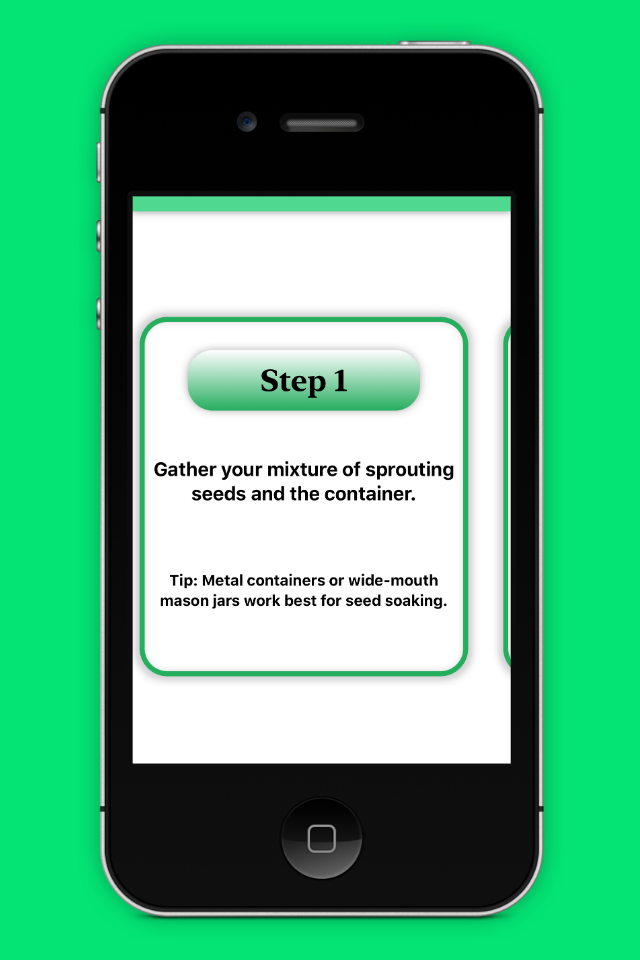 Step 1
Gather your mixture of sprouting
seeds and the container.
Tip: Metal containers or wide-mouth
mason jars work best for seed soaking.